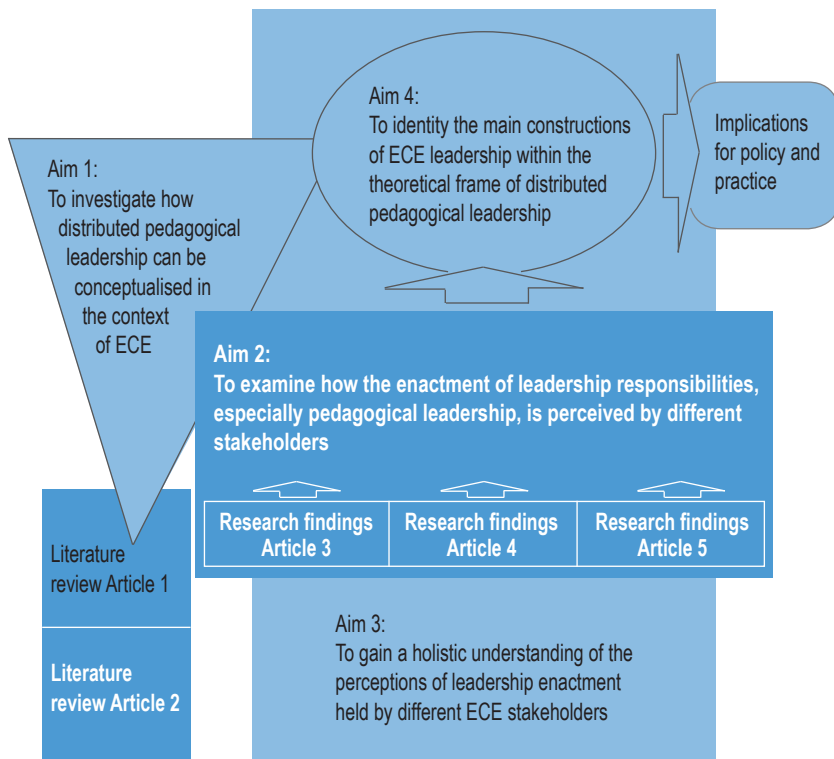 Aim 1:
To investigate how
distributed pedagogical
leadership can be
conceptualised in
the context
of ECE
Aim 4:
To identity the main constructions
of ECE leadership within the
theoretical frame of distributed
pedagogical leadership
Implications
for policy and
practice
Aim 2:
To examine how the enactment of leadership responsibilities,
especially pedagogical leadership, is perceived by different
stakeholders
Research findings
Article 3
Research findings
Article 4
Research findings
Article 5
Literature
review Article 1
Literature
review Article 2
Aim 3:
To gain a holistic understanding of the
perceptions of leadership enactment
held by different ECE stakeholders